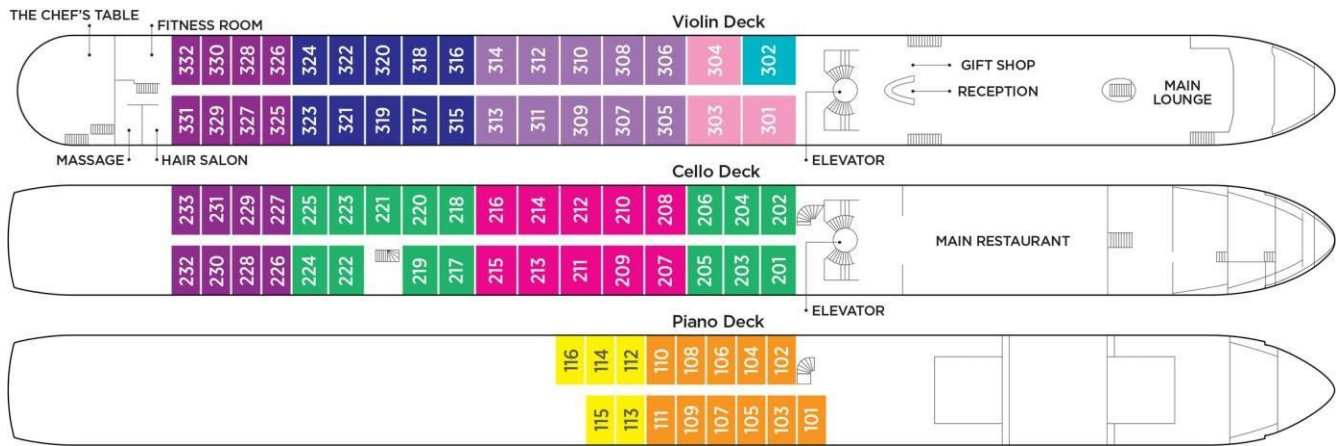 THE CHEF'S TABLE
FITNESS ROOM
Violin Deck
332 330 328 326 324 322 320 318 316 314 312 310 308 306 304 302
GIFT SHOP
RECEPTION
MAIN
LOUNGE
331 329 327 325 323 321 319 317 315 313 311 309 307 305 303 301
MASSAGE
HAIR SALON
ELEVATOR
Cello Deck
233 231 229 227 225 223 221 220 218 216 214 212 210 208 206 204 202
MAIN RESTAURANT
232 230 228 226 224 222 219 217 215 213 211 209 207 205 203 201
ELEVATOR
Piano Deck
116 114 112 110 108 106 104 102
115 113 111 109 107 105 103 101